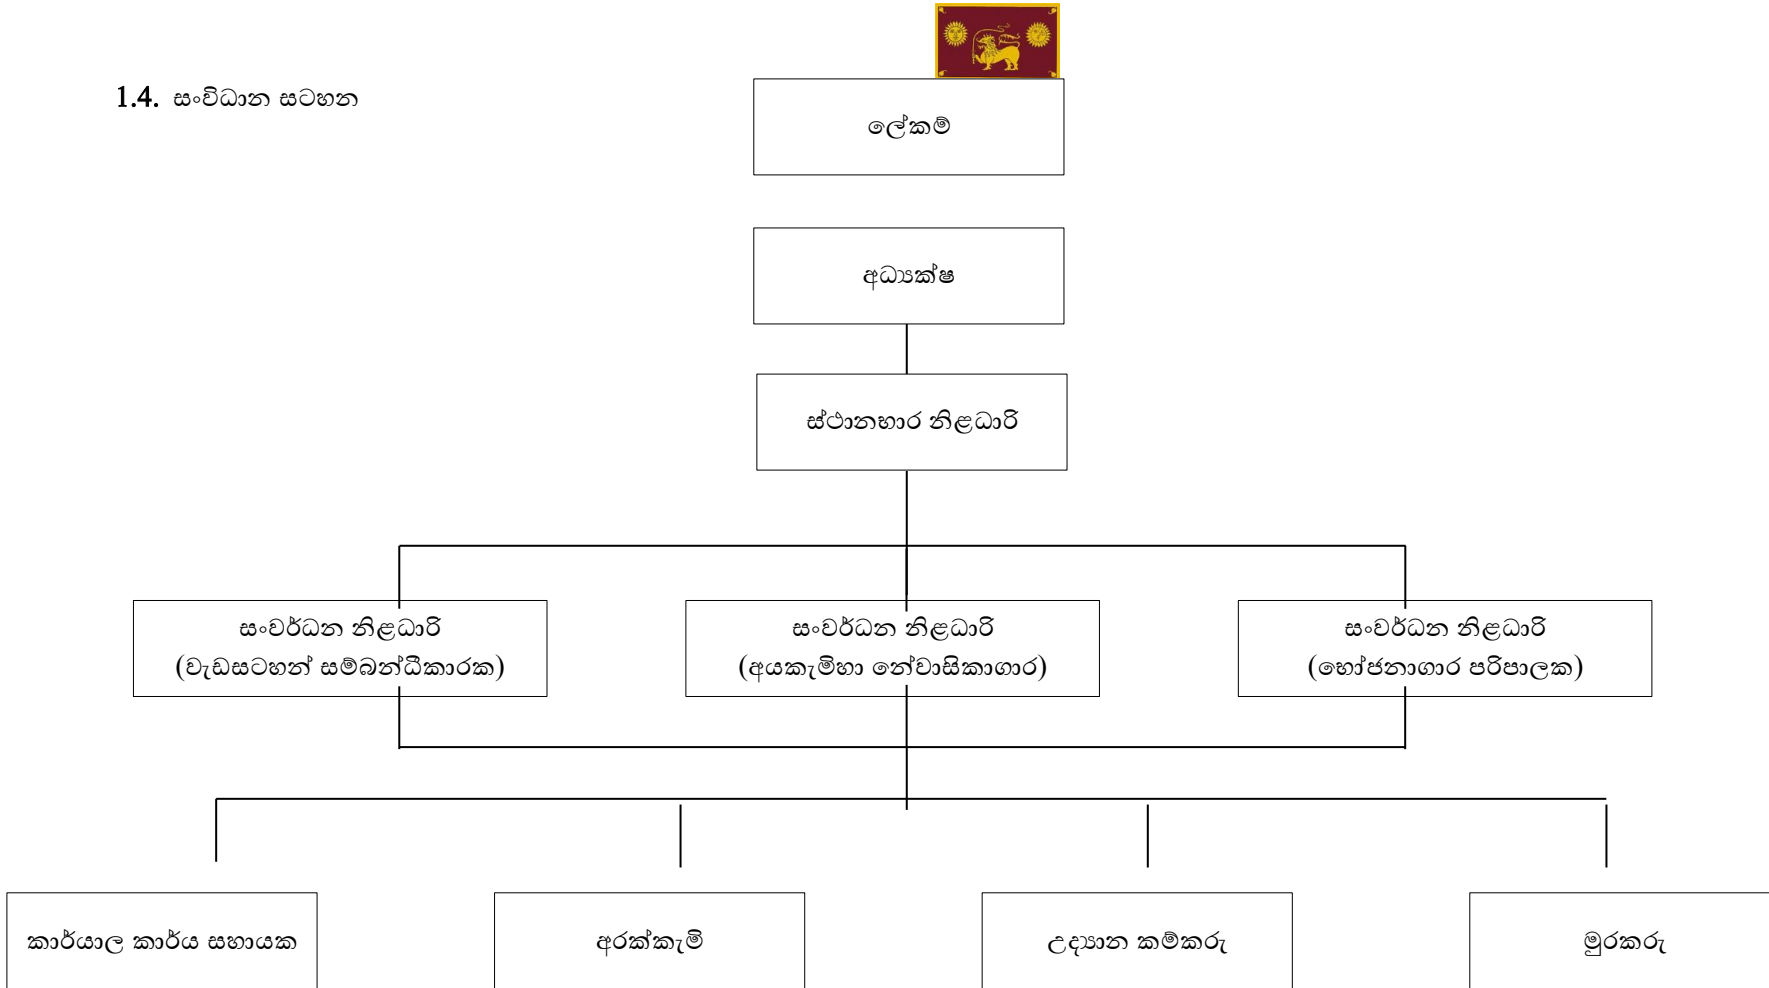 1.4. සංවිධාන සටහන
ලේකම්
අධ්‍යක්ෂ
ස්ථානභාර නිළධාරි
සංවර්ධන නිළධාරි
(වැඩසටහන් සම්බන්ධීකාරක)
සංවර්ධන නිළධාරි
(අයකැමිහා නේවාසිකාගාර)
සංවර්ධන නිළධාරි
(භෝජනාගාර පරිපාලක)
කාර්යාල කාර්ය සහායක
අරක්කැමි
උද්‍යාන කම්කරු
මුරකරු